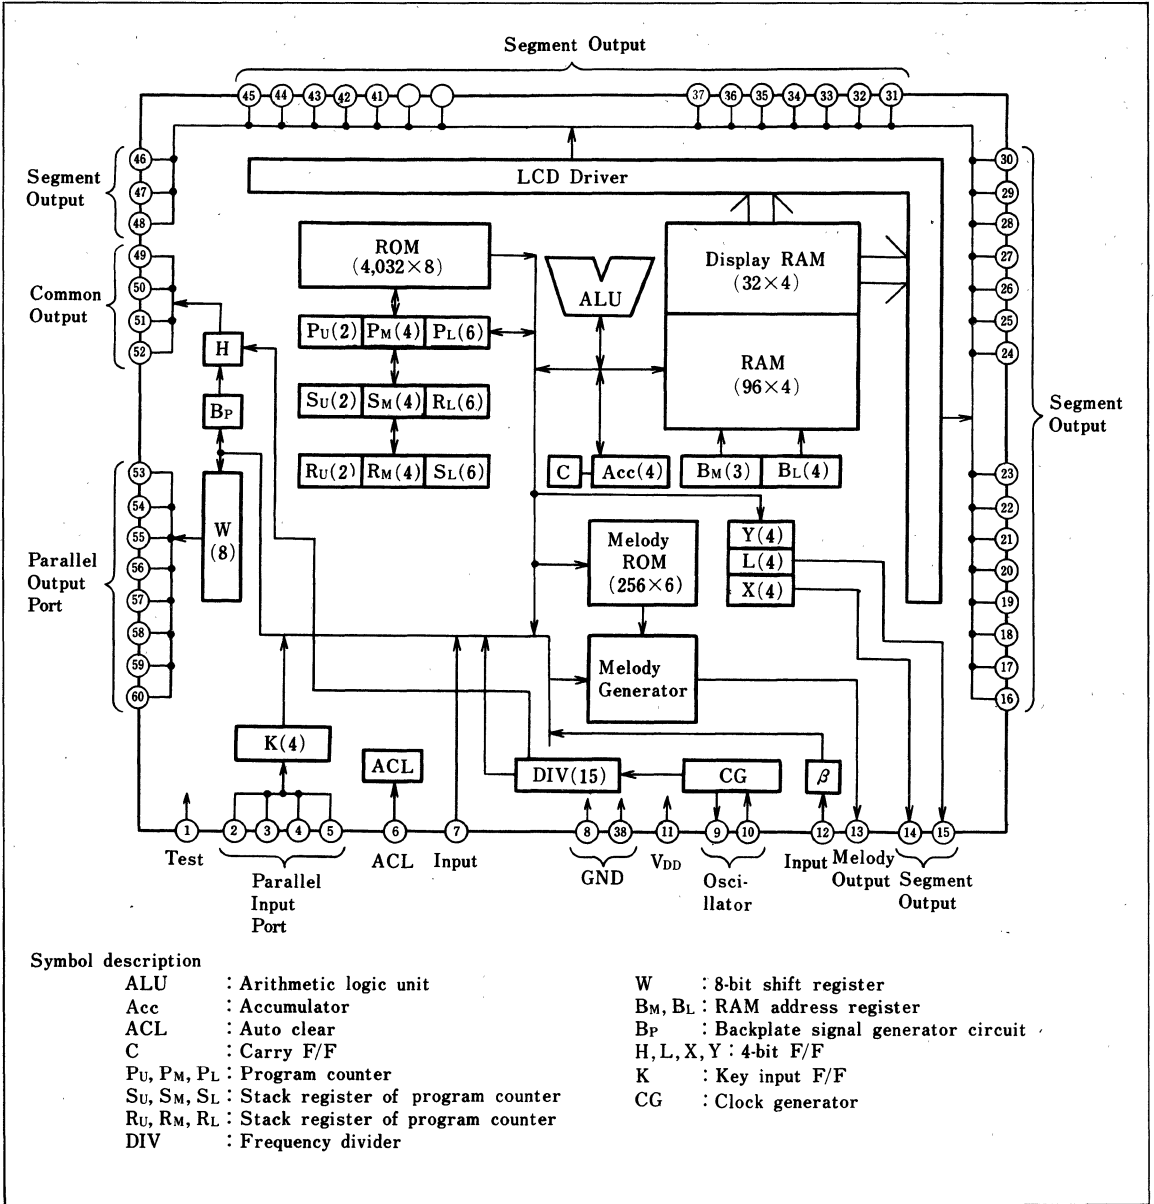 Segment Output
45 44 43 42 41 37 36 35 34 33 32 31
46
47
48
Segment
Output
49
50
51
52
Common
Output
53
54
55
56
57
58
59
60
Parallel
Output
Port
30
29
28
27
26
25
24
23
22
21
20
19
18
17
16
Segment
Output
LCD Driver
ROM
(4,032×8)
PU(2) PM(4) PL(6)
SU(2) SM(4) RL(6)
RU(2) RM(4) SL(6)
H
BP
W
(8)
ALU
Display RAM
(32×4)
RAM
(96×4)
C Acc(4) BM(3) BL(4)
Melody
ROM
(256×6)
Y(4)
L(4)
X(4)
Melody
Generator
K(4)
ACL
DIV(15)
CG
β
1 2 3 4 5 6 7 8 38 11 9 10 12 13 14 15
Test
Parallel
Input
Port
ACL
Input
GND
VDD
Osci-
llator
Input
Melody
Output
Segment
Output
Symbol description
ALU : Arithmetic logic unit
Acc : Accumulator
ACL : Auto clear
C : Carry F/F
PU, PM, PL : Program counter
SU, SM, SL : Stack register of program counter
RU, RM, RL : Stack register of program counter
DIV : Frequency divider
W : 8-bit shift register
BM, BL : RAM address register
BP : Backplate signal generator circuit
H, L, X, Y : 4-bit F/F
K : Key input F/F
CG : Clock generator